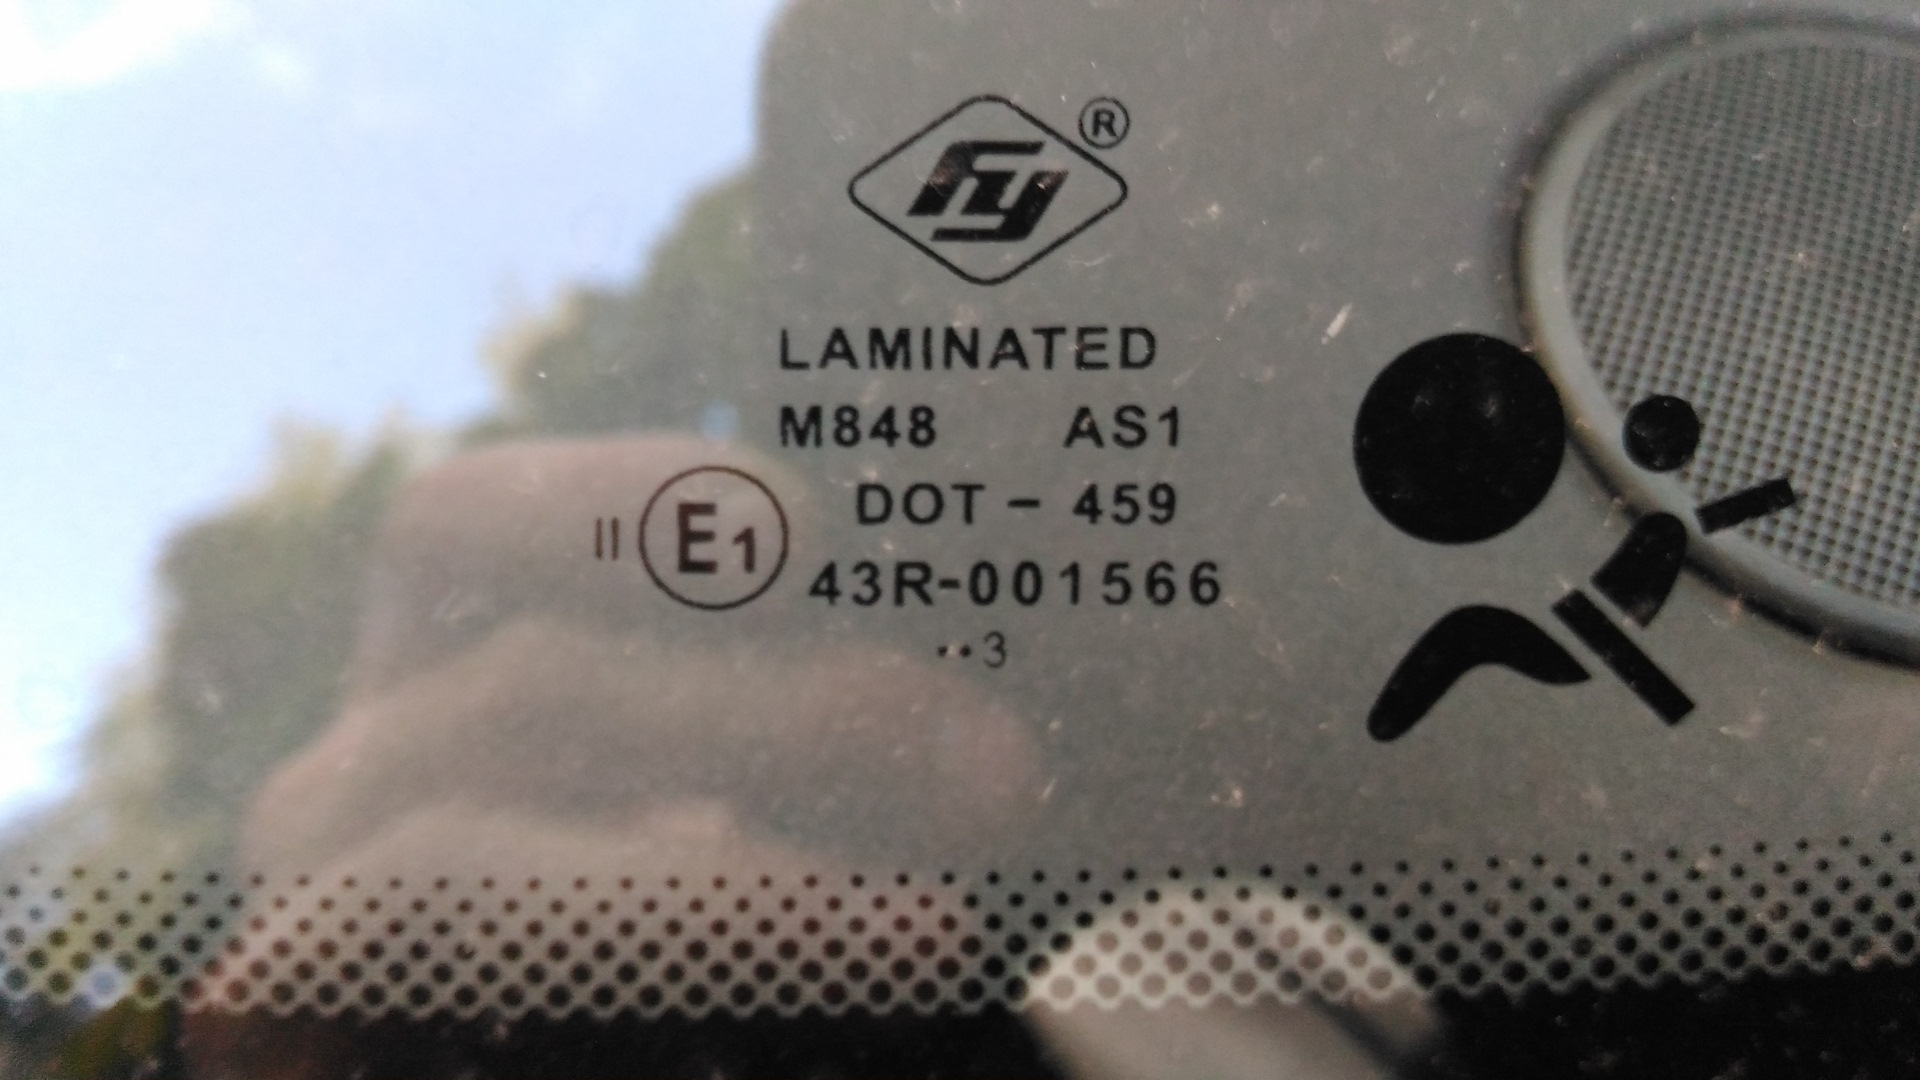 fy ®
LAMINATED
M848 AS1
DOT - 459
II E1 43R-001566
••3